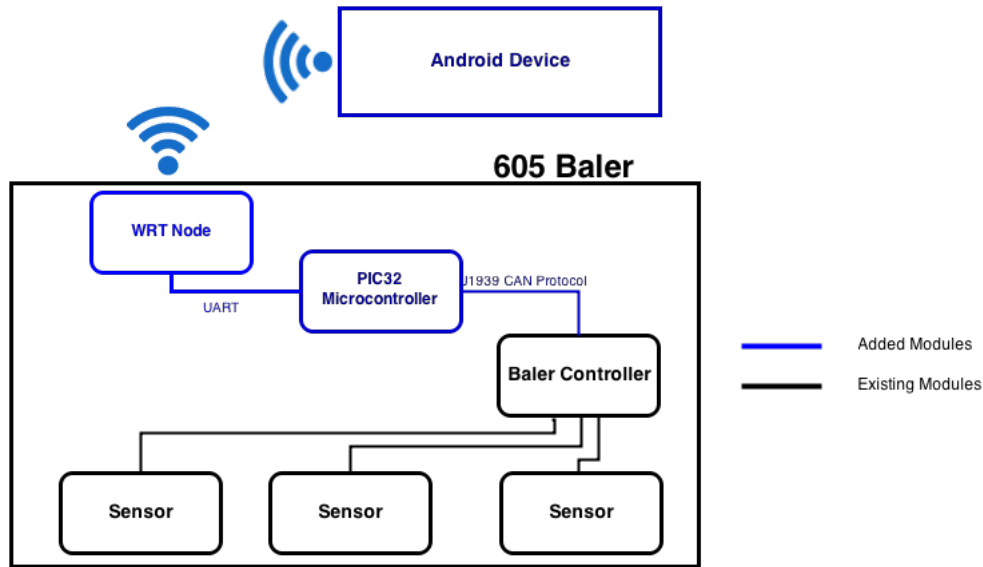 Android Device
605 Baler
WRT Node
PIC32
Microcontroller
J1939 CAN Protocol
UART
Baler Controller
Added Modules
Existing Modules
Sensor
Sensor
Sensor